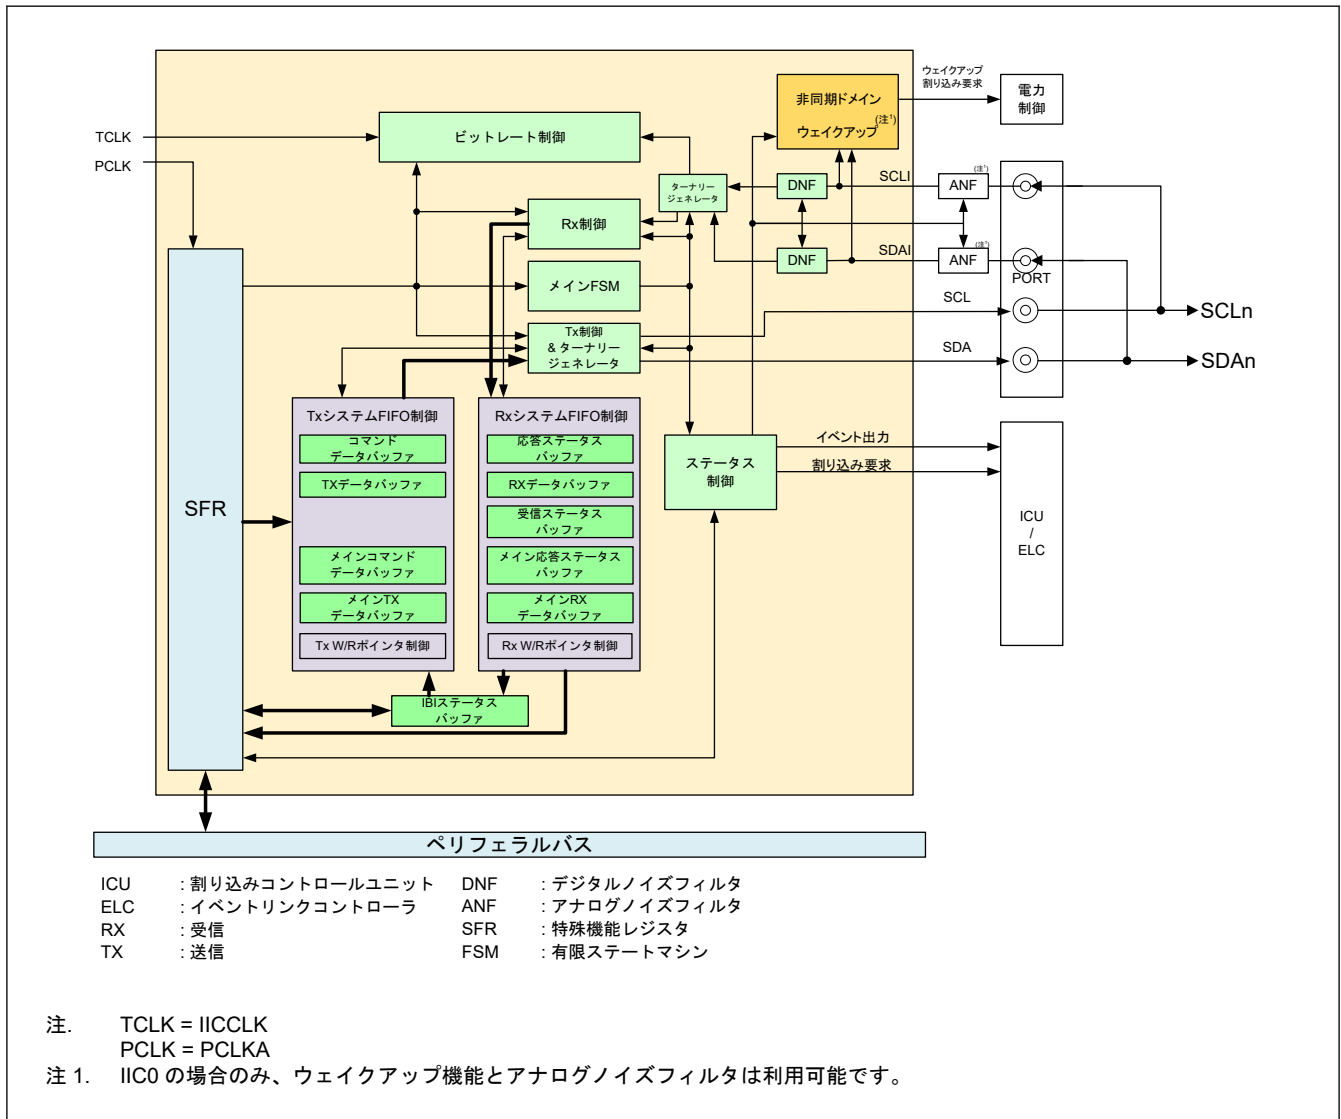 ウェイクアップ
割り込み要求
電力
制御
非同期ドメイン
ウェイクアップ(注1)
TCLK
PCLK
ビットレート制御
ターナリー
ジェネレータ
DNF
SCLI
ANF
(注1)
Rx制御
DNF
SDAI
ANF
(注1)
PORT
メインFSM
SCL
SCLn
Tx制御
& ターナリー
ジェネレータ
SDA
SDAn
SFR
TxシステムFIFO制御
コマンド
データバッファ
TXデータバッファ
メインコマンド
データバッファ
メインTX
データバッファ
Tx W/Rポインタ制御
RxシステムFIFO制御
応答ステータス
バッファ
RXデータバッファ
受信ステータス
バッファ
メイン応答ステータス
バッファ
メインRX
データバッファ
Rx W/Rポインタ制御
ステータス
制御
イベント出力
割り込み要求
ICU
/
ELC
IBIステータス
バッファ
ペリフェラルバス
ICU : 割り込みコントロールユニット
ELC : イベントリンクコントローラ
RX : 受信
TX : 送信
DNF : デジタルノイズフィルタ
ANF : アナログノイズフィルタ
SFR : 特殊機能レジスタ
FSM : 有限ステートマシン
注. TCLK = IICCLK
PCLK = PCLKA
注 1. IIC0 の場合のみ、ウェイクアップ機能とアナログノイズフィルタは利用可能です。